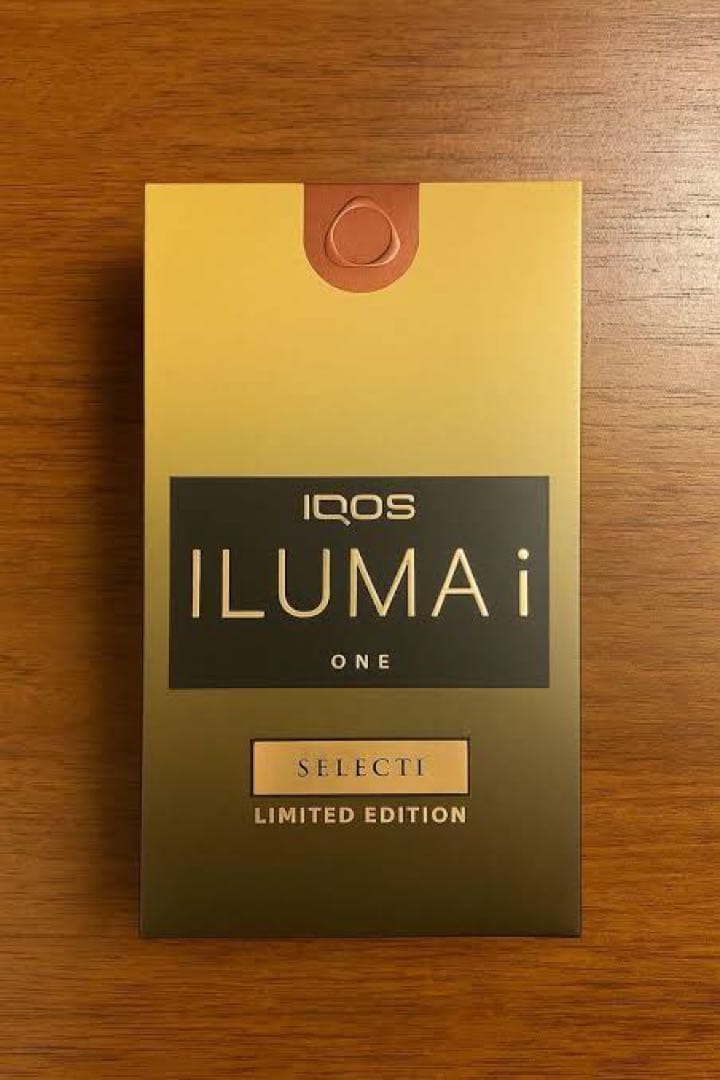 IQOS
ILUMA i
ONE
SELECTI
LIMITED EDITION